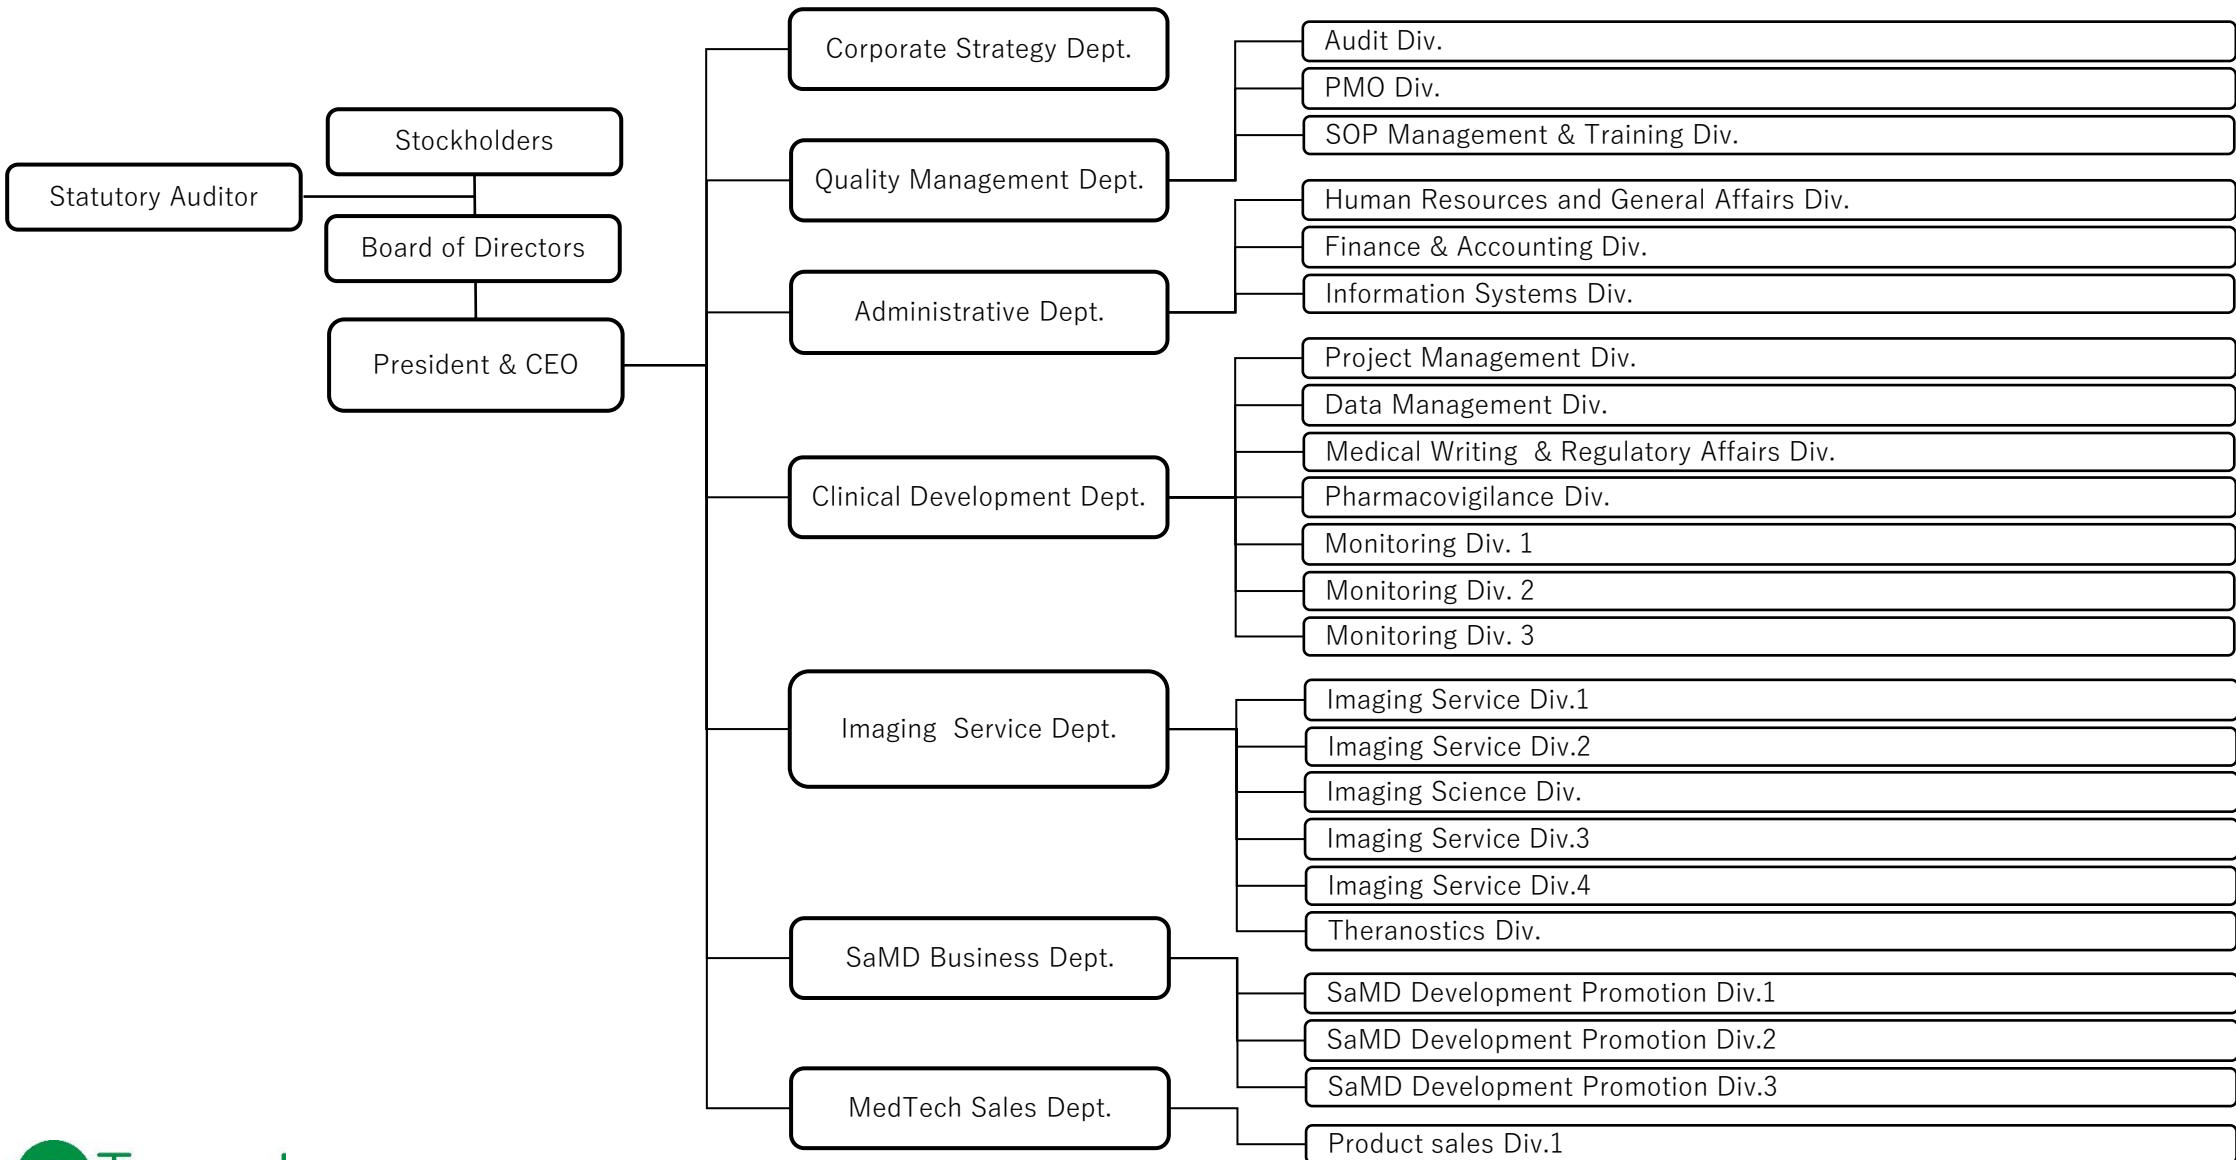 Stockholders
Statutory Auditor
Board of Directors
President & CEO
Corporate Strategy Dept.
Quality Management Dept.
Audit Div.
PMO Div.
SOP Management & Training Div.
Administrative Dept.
Human Resources and General Affairs Div.
Finance & Accounting Div.
Information Systems Div.
Clinical Development Dept.
Project Management Div.
Data Management Div.
Medical Writing & Regulatory Affairs Div.
Pharmacovigilance Div.
Monitoring Div. 1
Monitoring Div. 2
Monitoring Div. 3
Imaging Service Dept.
Imaging Service Div.1
Imaging Service Div.2
Imaging Science Div.
Imaging Service Div.3
Imaging Service Div.4
Theranostics Div.
SaMD Business Dept.
SaMD Development Promotion Div.1
SaMD Development Promotion Div.2
SaMD Development Promotion Div.3
MedTech Sales Dept.
Product sales Div.1